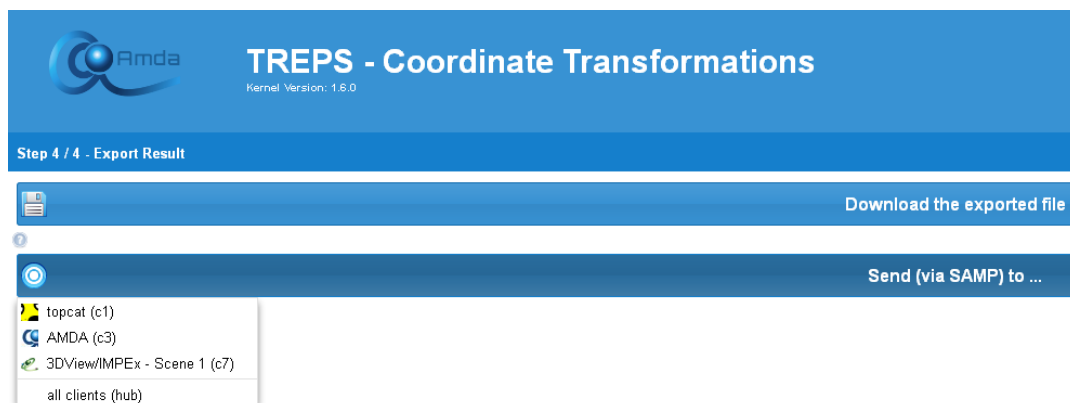 Amda
TREPS - Coordinate Transformations
Kernel Version: 1.6.0
Step 4 / 4 - Export Result
Download the exported file
?
Send (via SAMP) to ...
topcat (c1)
AMDA (c3)
3DView/IMPEx - Scene 1 (c7)
all clients (hub)